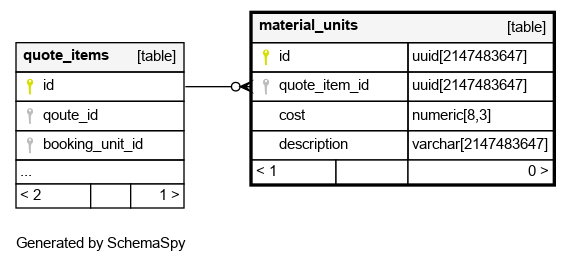 quote_items [table]
id
qoute_id
booking_unit_id
...
< 2 1 >
material_units [table]
id uuid[2147483647]
quote_item_id uuid[2147483647]
cost numeric[8,3]
description varchar[2147483647]
< 1 0 >
Generated by SchemaSpy